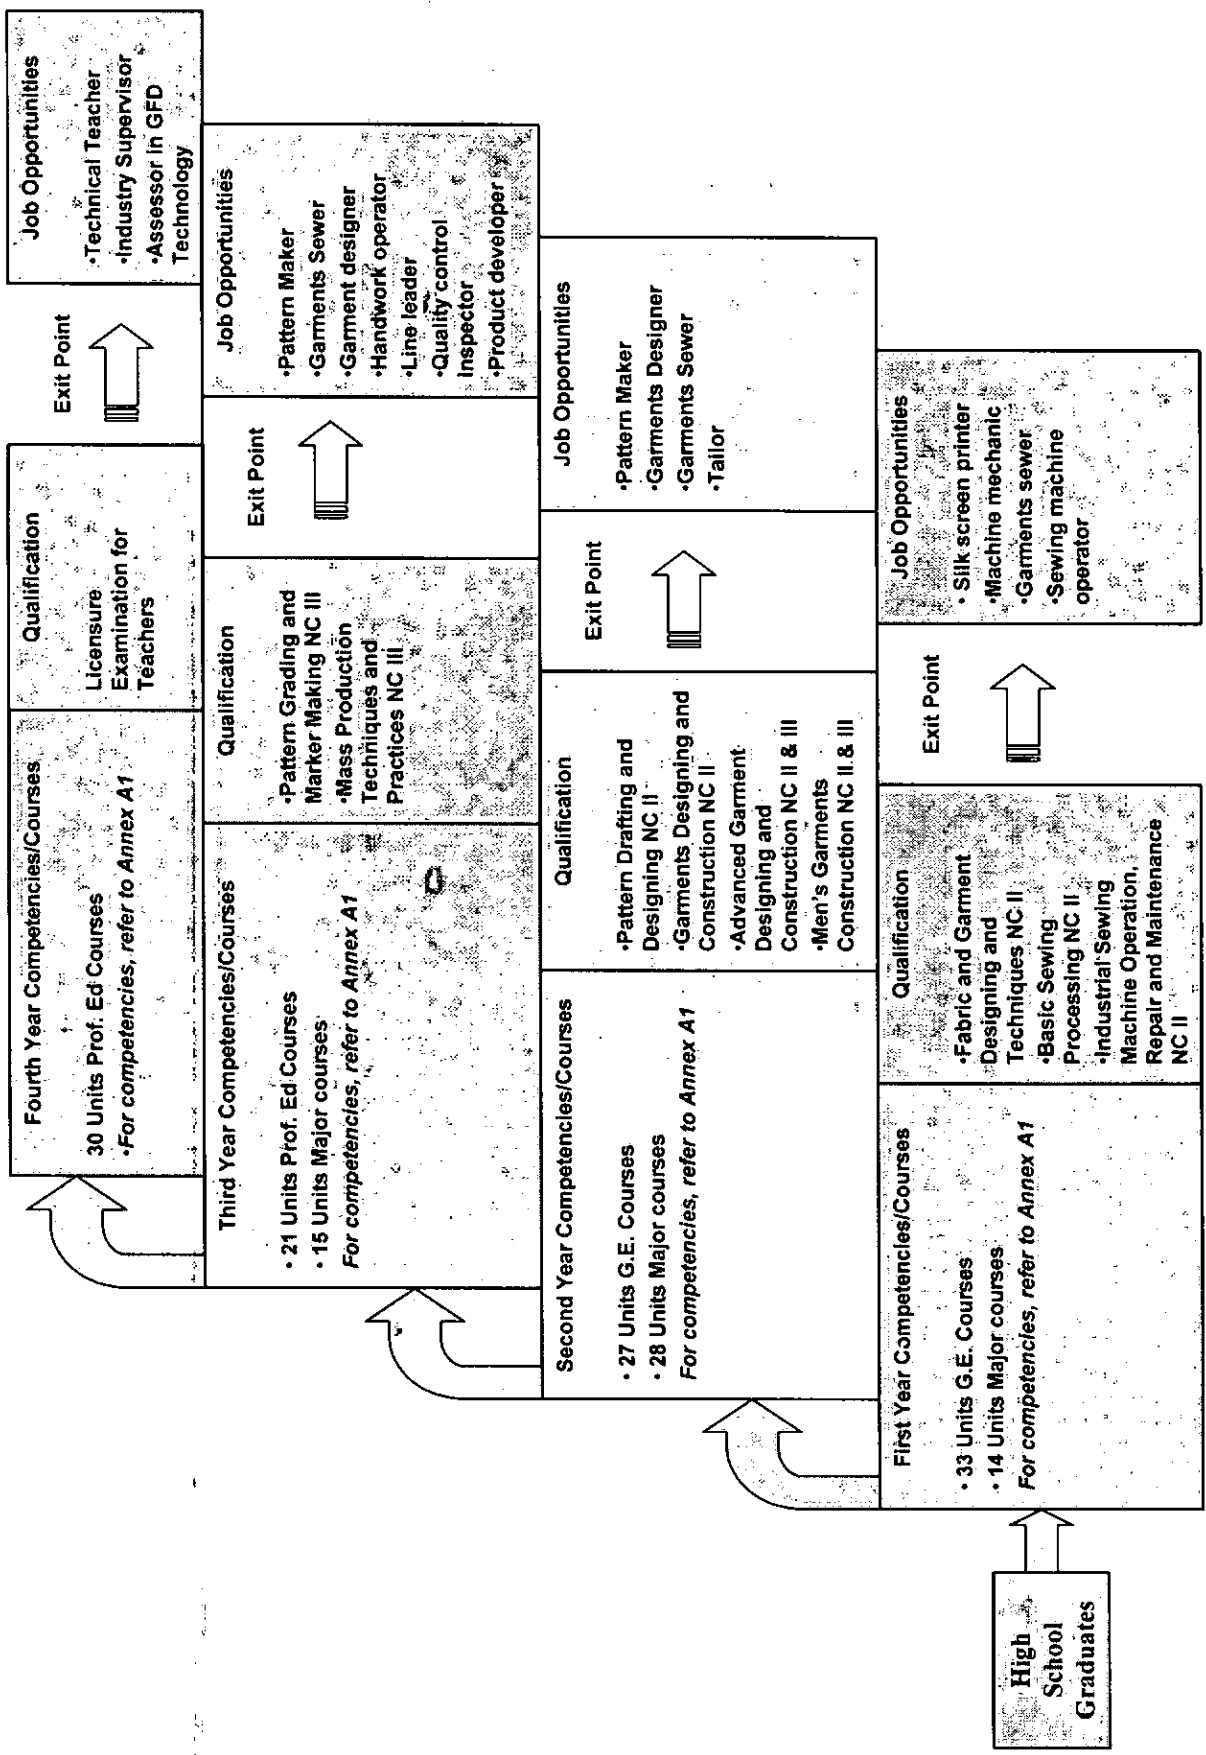 Fourth Year Competencies/Courses
30 Units Prof. Ed Courses
•For competencies, refer to Annex A1
Qualification
Licensure
Examination for
Teachers
Exit Point
Job Opportunities
•Technical Teacher
•Industry Supervisor
•Assessor in GFD
Technology
Third Year Competencies/Courses
• 21 Units Prof. Ed Courses
• 15 Units Major courses
For competencies, refer to Annex A1
Qualification
•Pattern Grading and
Marker Making NC III
•Mass Production
Techniques and
Practices NC III
Exit Point
Job Opportunities
•Pattern Maker
•Garments Sewer
•Garment designer
•Handwork operator
•Line leader
•Quality control
Inspector
•Product developer
Second Year Competencies/Courses
• 27 Units G.E. Courses
• 28 Units Major courses
For competencies, refer to Annex A1
Qualification
•Pattern Drafting and
Designing NC II
•Garments Designing and
Construction NC II
•Advanced Garment
Designing and
Construction NC II & III
•Men's Garments
Construction NC II & III
Exit Point
Job Opportunities
•Pattern Maker
•Garments Designer
•Garments Sewer
•Tailor
First Year Competencies/Courses
• 33 Units G.E. Courses
• 14 Units Major courses
For competencies, refer to Annex A1
Qualification
•Fabric and Garment
Designing and
Techniques NC II
•Basic Sewing
Processing NC II
•Industrial Sewing
Machine Operation,
Repair and Maintenance
NC II
Exit Point
Job Opportunities
• Silk screen printer
•Machine mechanic
•Garments sewer
•Sewing machine
operator
High
School
Graduates